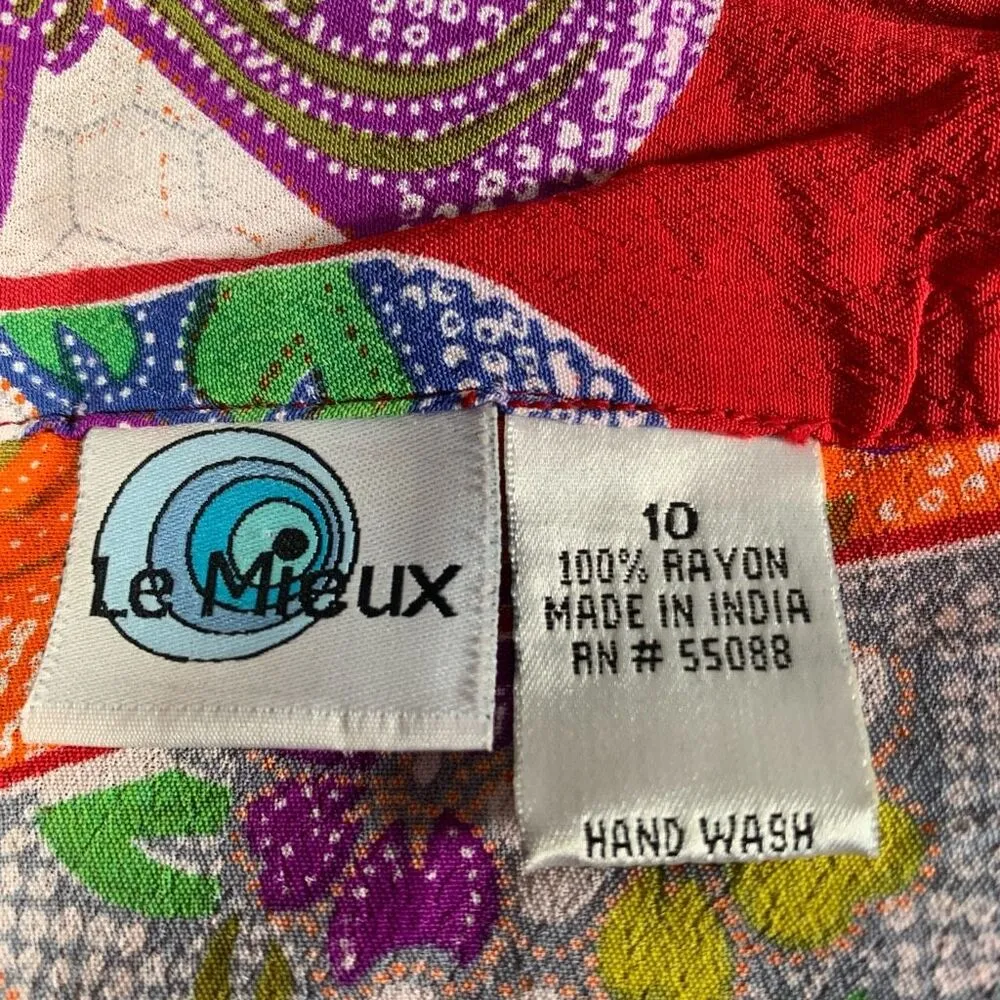 Le Mieux
10
100% RAYON
MADE IN INDIA
RN # 55088
HAND WASH